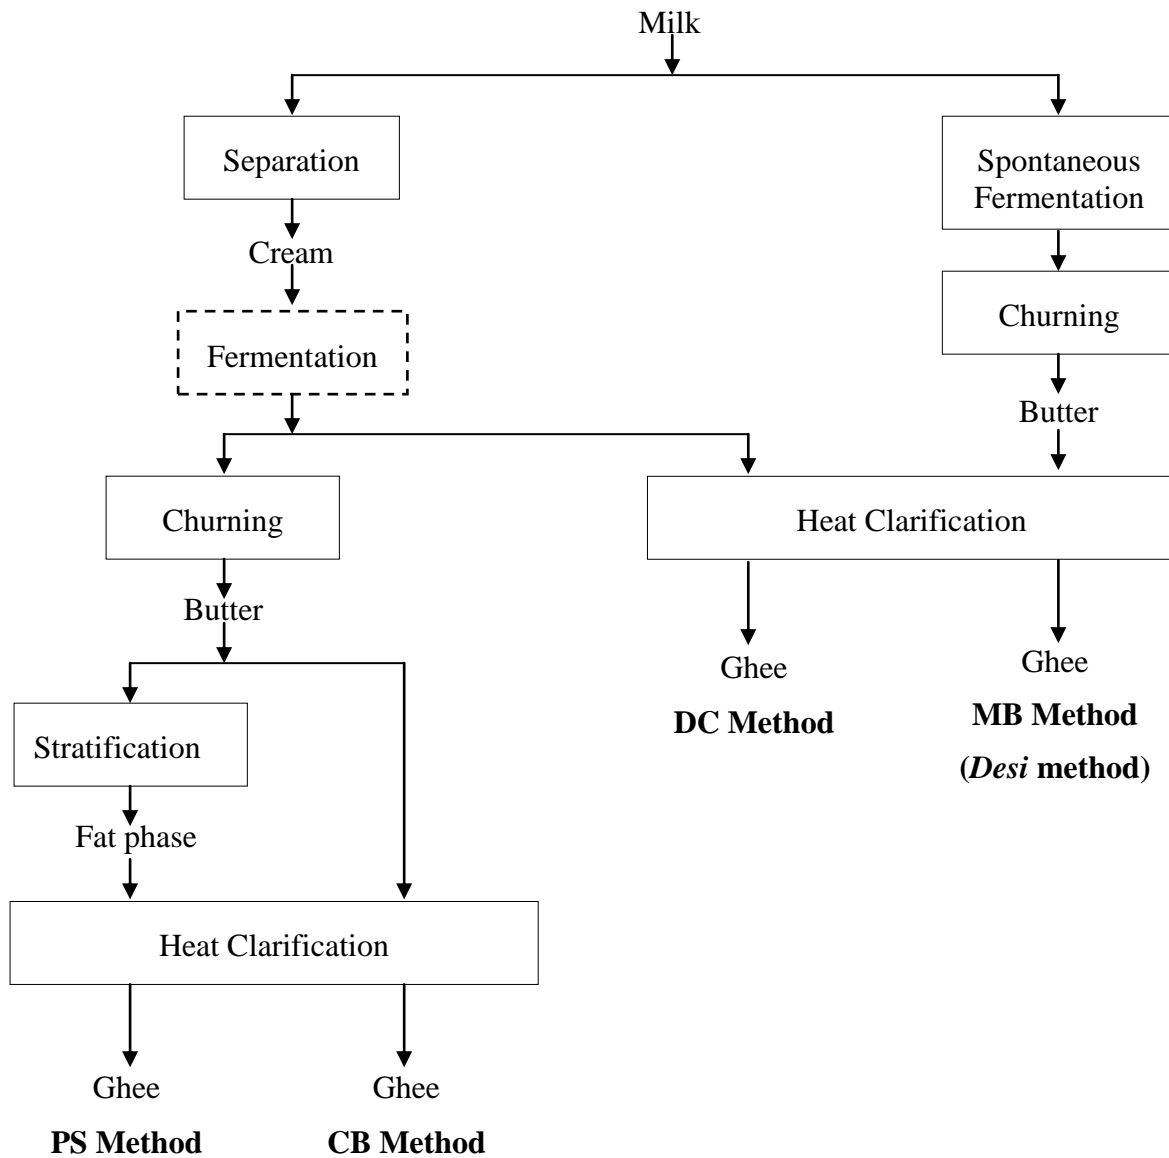 Milk
Separation
Spontaneous
Fermentation
Cream
Churning
Fermentation
Butter
Churning
Heat Clarification
Butter
Ghee
Ghee
DC Method
MB Method
(Desi method)
Stratification
Fat phase
Heat Clarification
Ghee
Ghee
PS Method
CB Method